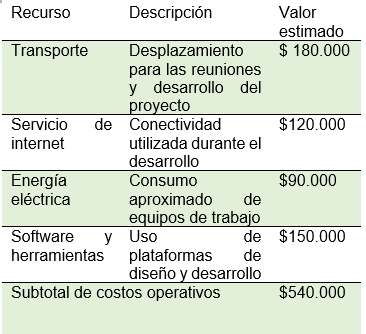 Recurso Descripción Valor estimado
Transporte Desplazamiento para las reuniones y desarrollo del proyecto $ 180.000
Servicio de internet Conectividad utilizada durante el desarrollo $120.000
Energía eléctrica Consumo aproximado de equipos de trabajo $90.000
Software y herramientas Uso de plataformas de diseño y desarrollo $150.000
Subtotal de costos operativos $540.000